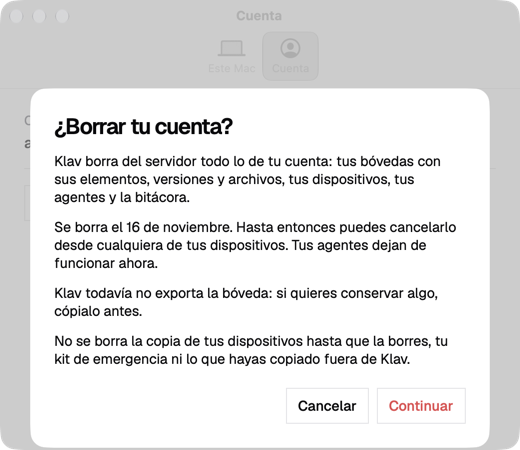 Cuenta
Este Mac
Cuenta
¿Borrar tu cuenta?
Klav borra del servidor todo lo de tu cuenta: tus bóvedas con
sus elementos, versiones y archivos, tus dispositivos, tus
agentes y la bitácora.
Se borra el 16 de noviembre. Hasta entonces puedes cancelarlo
desde cualquiera de tus dispositivos. Tus agentes dejan de
funcionar ahora.
Klav todavía no exporta la bóveda: si quieres conservar algo,
cópialo antes.
No se borra la copia de tus dispositivos hasta que la borres, tu
kit de emergencia ni lo que hayas copiado fuera de Klav.
Cancelar
Continuar